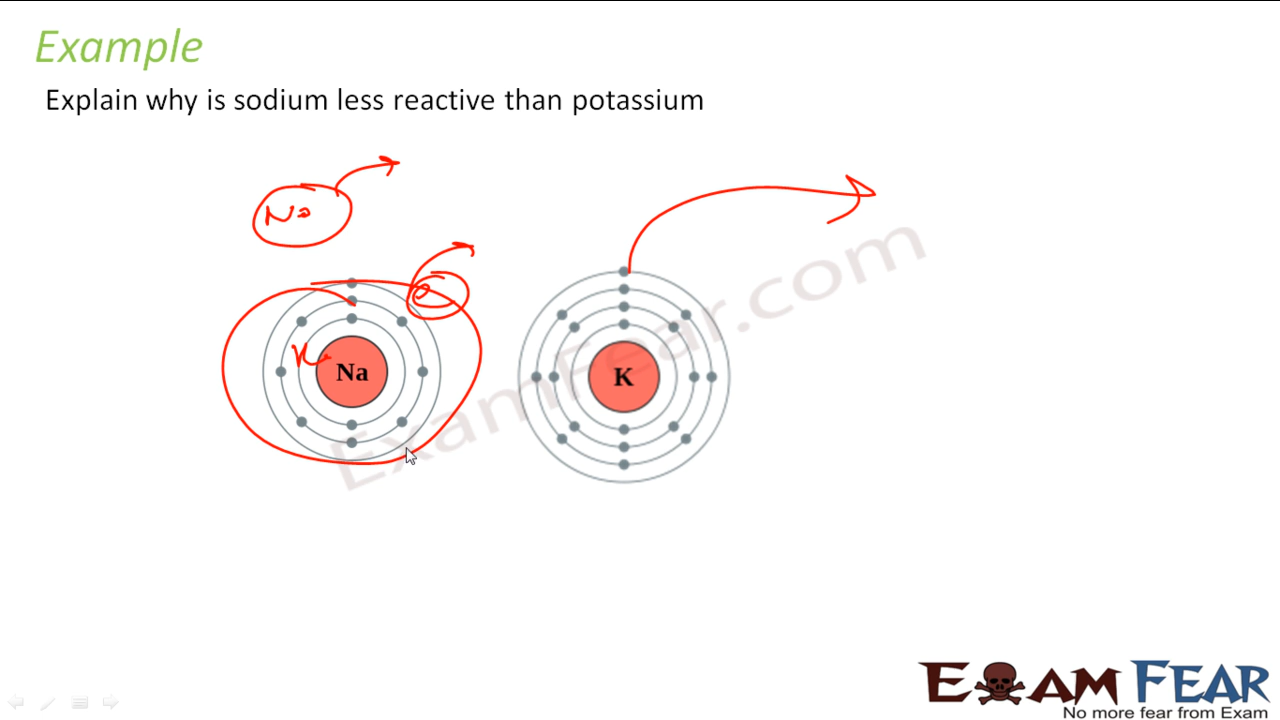 Example
Explain why is sodium less reactive than potassium
Na
Na
K
ExamFear.com
EXAM FEAR
No more fear from Exam